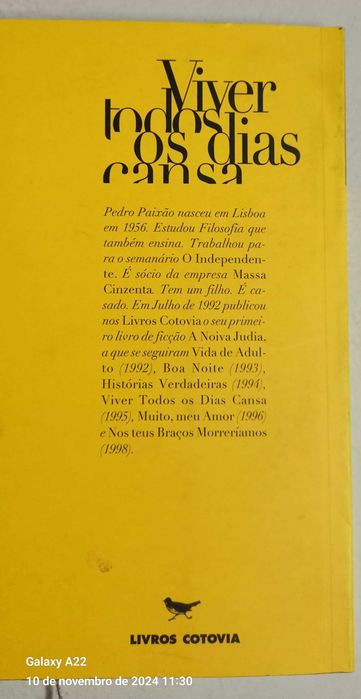 Viver
todos
os dias
cansa
Pedro Paixão nasceu em Lisboa
em 1956. Estudou Filosofia que
também ensina. Trabalhou pa-
ra o semanário O Independen-
te. É sócio da empresa Massa
Cinzenta. Tem um filho. É ca-
sado. Em Julho de 1992 publicou
nos Livros Cotovia o seu primei-
ro livro de ficção A Noiva Judia,
a que se seguiram Vida de Adul-
to (1992), Boa Noite (1993),
Histórias Verdadeiras (1994),
Viver Todos os Dias Cansa
(1995), Muito, meu Amor (1996)
e Nos teus Braços Morreríamos
(1998).
LIVROS COTOVIA
Galaxy A22
10 de novembro de 2024 11:30